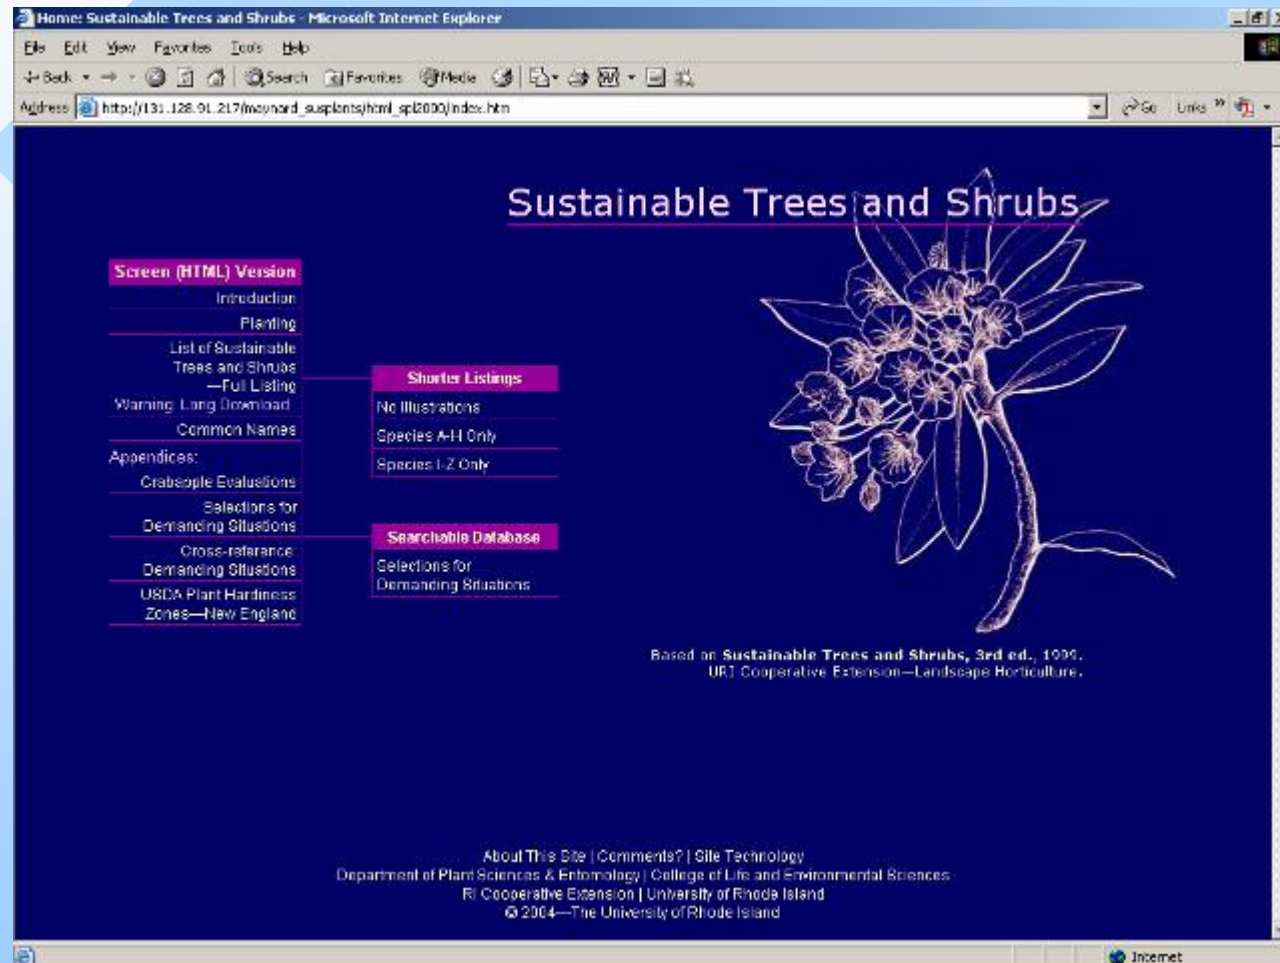 Home: Sustainable Trees and Shrubs - Microsoft Internet Explorer
File Edit View Favorites Tools Help
Back Search Favorites Media
Address http://131.128.91.217/maynard_susplants/html_spl2000/index.htm Go Links »
Sustainable Trees and Shrubs
Screen (HTML) Version
Introduction
Planting
List of Sustainable
Trees and Shrubs
—Full Listing
Warning: Long Download
Common Names
Appendices:
Crabapple Evaluations
Selections for
Demanding Situations
Cross-reference:
Demanding Situations
USDA Plant Hardiness
Zones—New England
Shorter Listings
No Illustrations
Species A-H Only
Species I-Z Only
Searchable Database
Selections for
Demanding Situations
Based on Sustainable Trees and Shrubs, 3rd ed., 1999.
URI Cooperative Extension—Landscape Horticulture.
About This Site | Comments? | Site Technology
Department of Plant Sciences & Entomology | College of Life and Environmental Sciences
RI Cooperative Extension | University of Rhode Island
© 2004—The University of Rhode Island
Internet